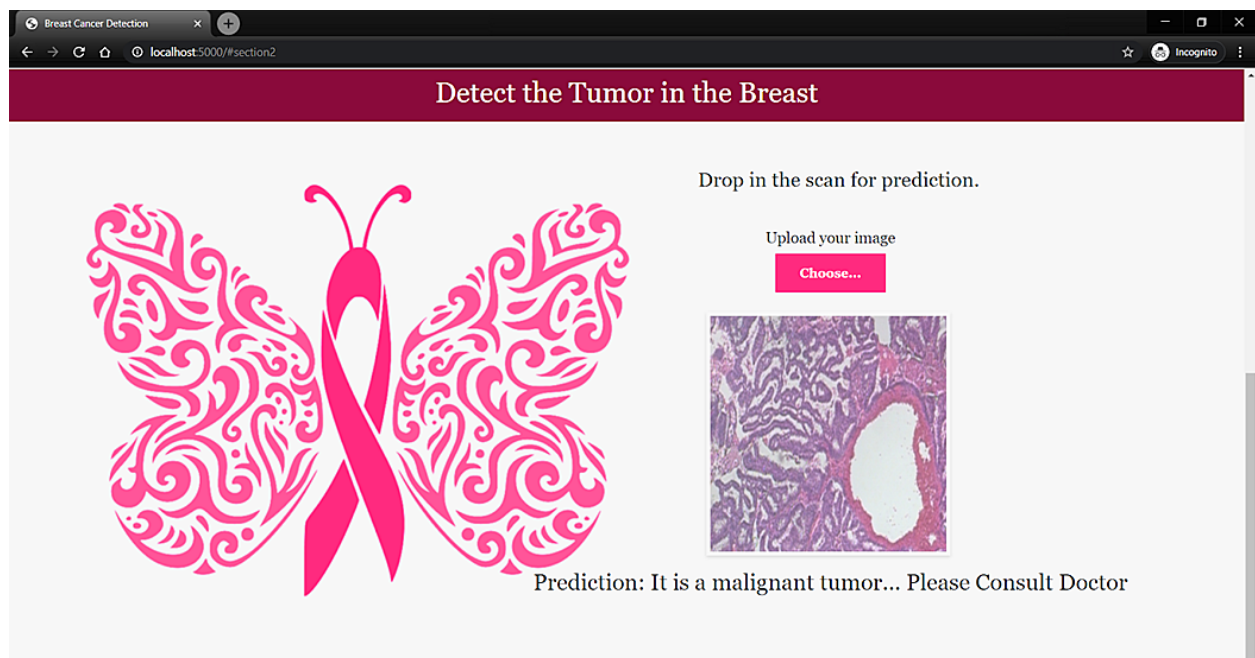 Breast Cancer Detection
localhost:5000/#section2
Incognito
Detect the Tumor in the Breast
Drop in the scan for prediction.
Upload your image
Choose...
Prediction: It is a malignant tumor... Please Consult Doctor